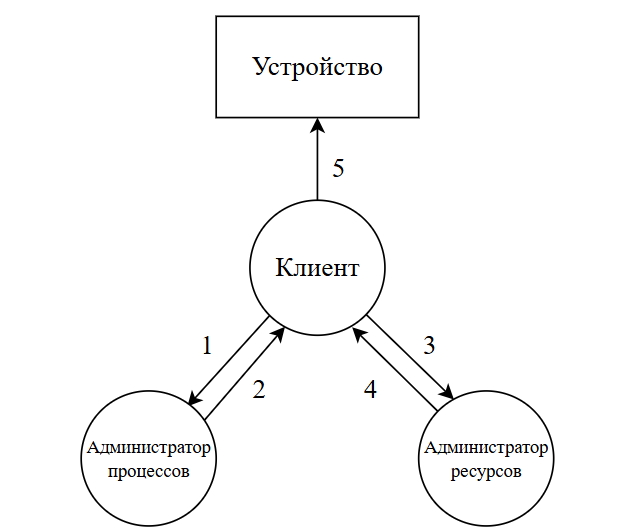 Устройство
5
Клиент
1
3
2
4
Администратор
процессов
Администратор
ресурсов